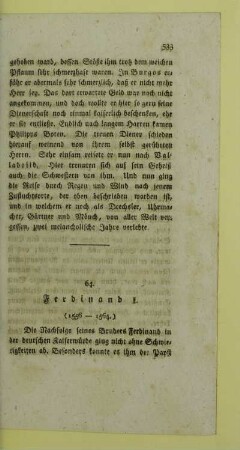 533
gehoben ward, dessen Stöße ihm trotz dem weichen
Pflaum sehr schmerzhaft waren. In Burgos er-
fuhr er abermals sehr schmerzlich, daß er nicht mehr
Herr sey. Das dort erwartete Geld war noch nicht
angekommen, und doch wollte er hier so gern seine
Dienerschaft noch einmal kaiserlich beschenken, ehe
er sie entließe. Endlich nach langem Harren kamen
Philipps Boten. Die treuen Diener schieden
hierauf weinend von ihrem selbst gerührten
Herrn. Sehr einsam reisete er nun nach Val-
ladolid. Hier trennten sich auf sein Geheiß
auch die Schwestern von ihm. Und nun ging
die Reise durch Regen und Wind nach jenem
Zufluchtsorte, der oben beschrieben worden ist,
und in welchem er noch als Drechsler, Uhrma-
cher, Gärtner und Mönch, von aller Welt ver-
gessen, zwei melancholische Jahre verlebte.
64.
Ferdinand I.
(1556 — 1564.)
Die Nachfolge seines Bruders Ferdinand in
der deutschen Kaiserwürde ging nicht ohne Schwie-
rigkeiten ab. Besonders konnte es ihm der Papst